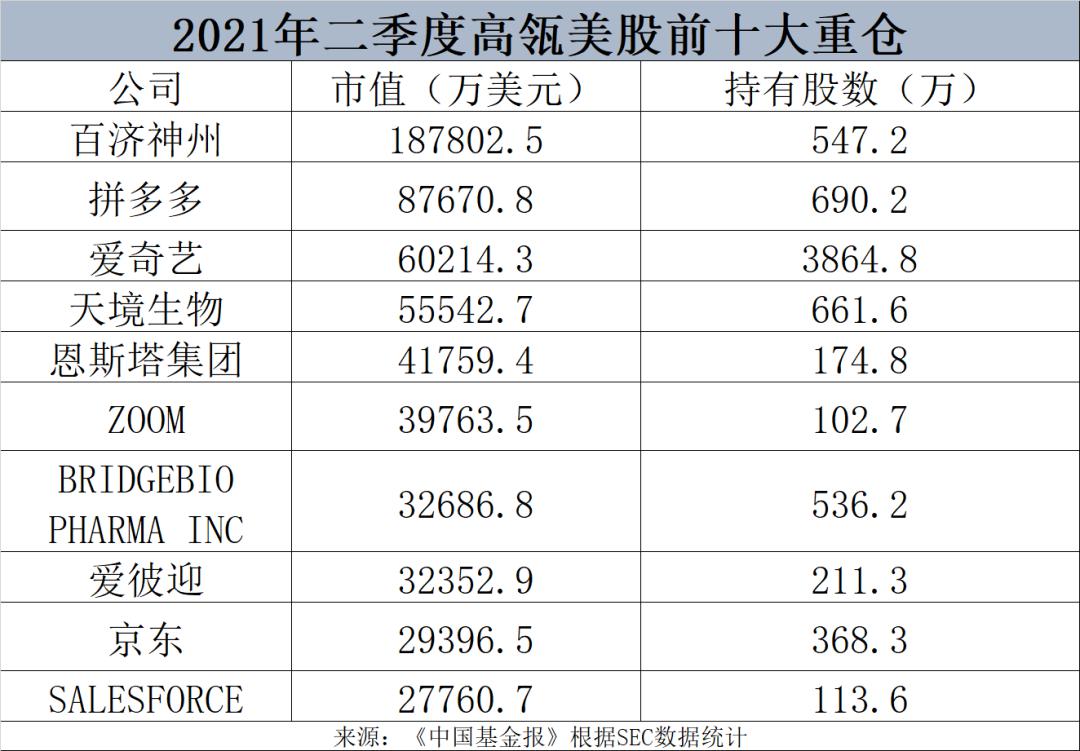 2021年二季度高瓴美股前十大重仓
公司 市值（万美元） 持有股数（万）
百济神州 187802.5 547.2
拼多多 87670.8 690.2
爱奇艺 60214.3 3864.8
天境生物 55542.7 661.6
恩斯塔集团 41759.4 174.8
ZOOM 39763.5 102.7
BRIDGEBIO
PHARMA INC 32686.8 536.2
爱彼迎 32352.9 211.3
京东 29396.5 368.3
SALESFORCE 27760.7 113.6
来源：《中国基金报》根据SEC数据统计